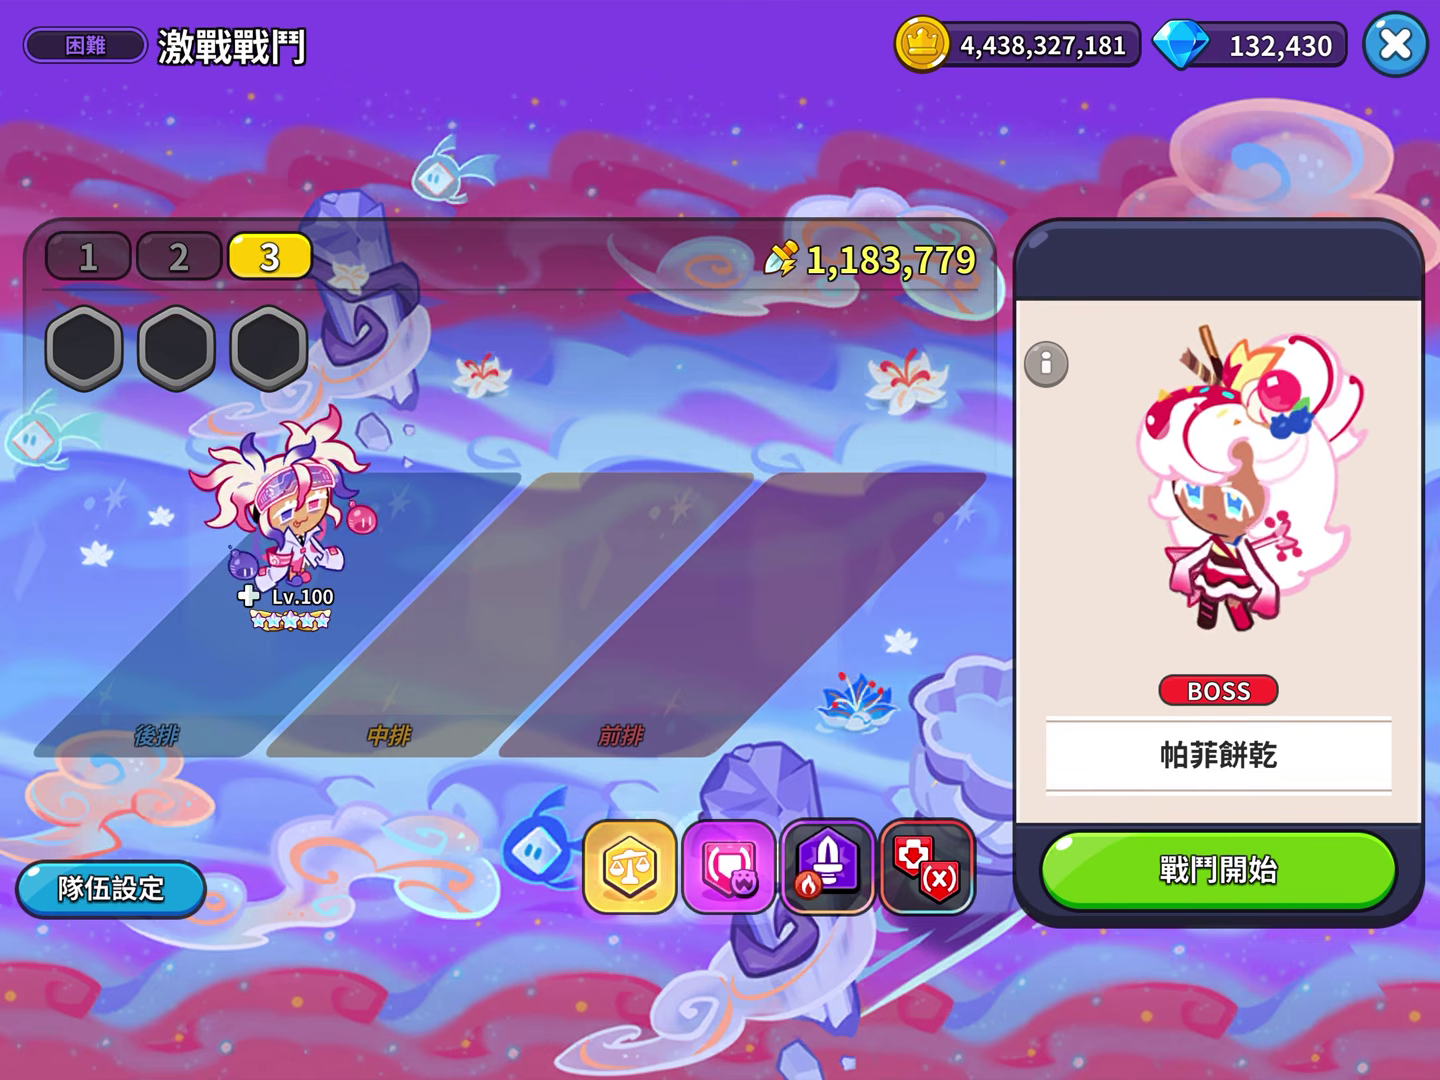 困難 激戰戰鬥
4,438,327,181
132,430
1 2 3
1,183,779
Lv.100
後排 中排 前排
BOSS
帕菲餅乾
隊伍設定
戰鬥開始